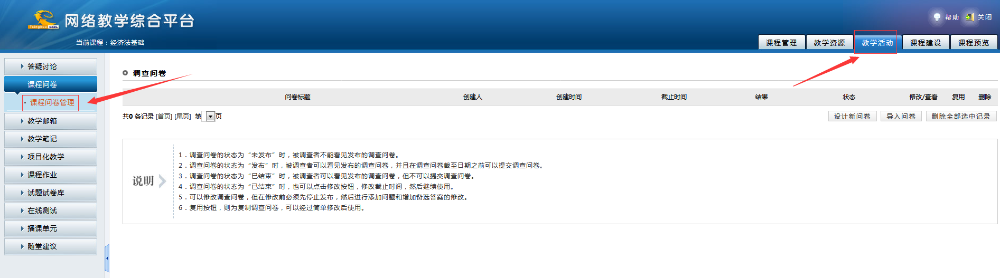 网络教学综合平台
TsinghuaEOL
帮助 关闭
当前课程：经济法基础
课程管理 教学资源 教学活动 课程建设 课程预览
答疑讨论
课程问卷
课程问卷管理
教学邮箱
教学笔记
项目化教学
课程作业
试题试卷库
在线测试
播课单元
随堂建议
调查问卷
问卷标题 创建人 创建时间 截止时间 结果 状态 修改/查看 复用 删除
共0 条记录 [首页] [尾页] 第 页
设计新问卷 导入问卷 删除全部选中记录
说明
1．调查问卷的状态为“未发布”时，被调查者不能看见发布的调查问卷。
2．调查问卷的状态为“发布”时，被调查者可以看见发布的调查问卷，并且在调查问卷截至日期之前可以提交调查问卷。
3．调查问卷的状态为“已结束”时，被调查者可以看见发布的调查问卷，但不可以提交调查问卷。
4．调查问卷的状态为“已结束”时，也可以点击修改按钮，修改截止时间，然后继续使用。
5．可以修改调查问卷，但在修改前必须先停止发布，然后进行添加问题和增加备选答案的修改。
6．复用按钮，则为复制调查问卷，可以经过简单修改后使用。